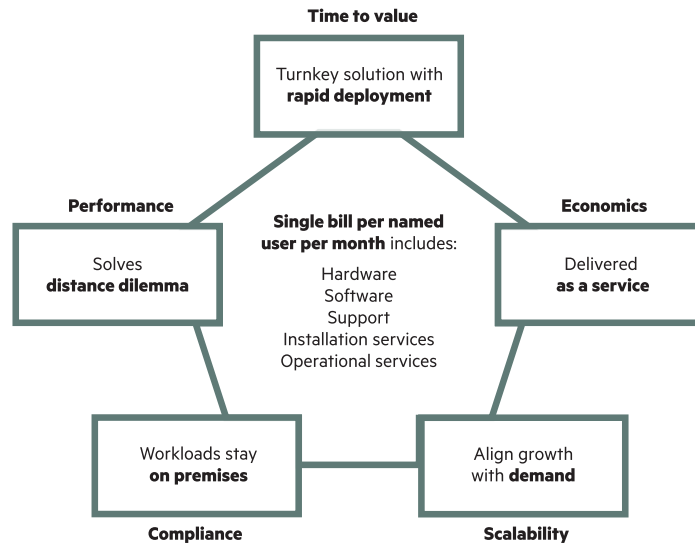 Time to value
Turnkey solution with
rapid deployment
Performance
Solves
distance dilemma
Single bill per named
user per month includes:
Hardware
Software
Support
Installation services
Operational services
Economics
Delivered
as a service
Workloads stay
on premises
Compliance
Align growth
with demand
Scalability